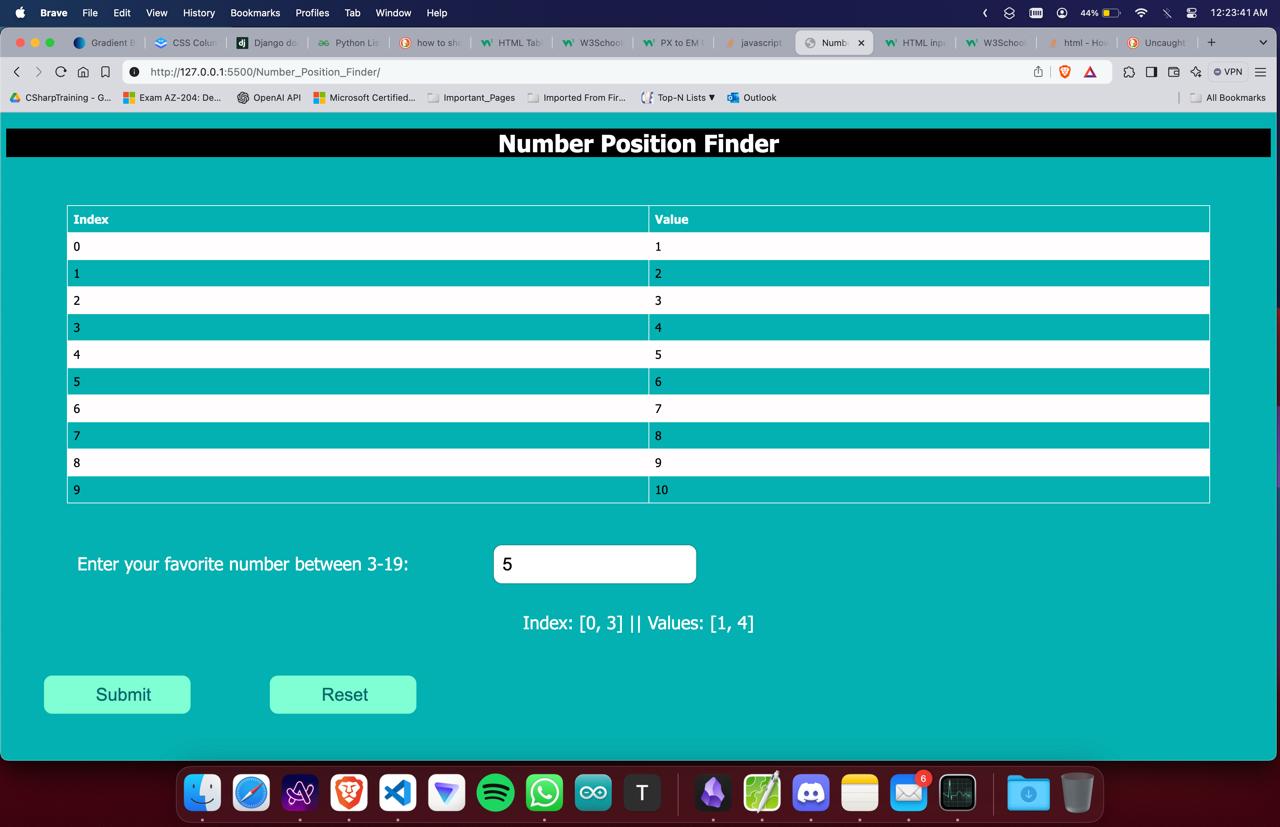 Brave File Edit View History Bookmarks Profiles Tab Window Help 44% 12:23:41 AM
Gradient B CSS Colun Django do Python Lis how to sho HTML Tab W3School PX to EM javascript Numb HTML inp W3School html - How Uncaught
http://127.0.0.1:5500/Number_Position_Finder/ VPN
CSharpTraining - G... Exam AZ-204: De... OpenAI API Microsoft Certified... Important_Pages Imported From Fir... Top-N Lists ▼ Outlook All Bookmarks
Number Position Finder
Index Value
0 1
1 2
2 3
3 4
4 5
5 6
6 7
7 8
8 9
9 10
Enter your favorite number between 3-19: 5
Index: [0, 3] || Values: [1, 4]
Submit Reset
T 6